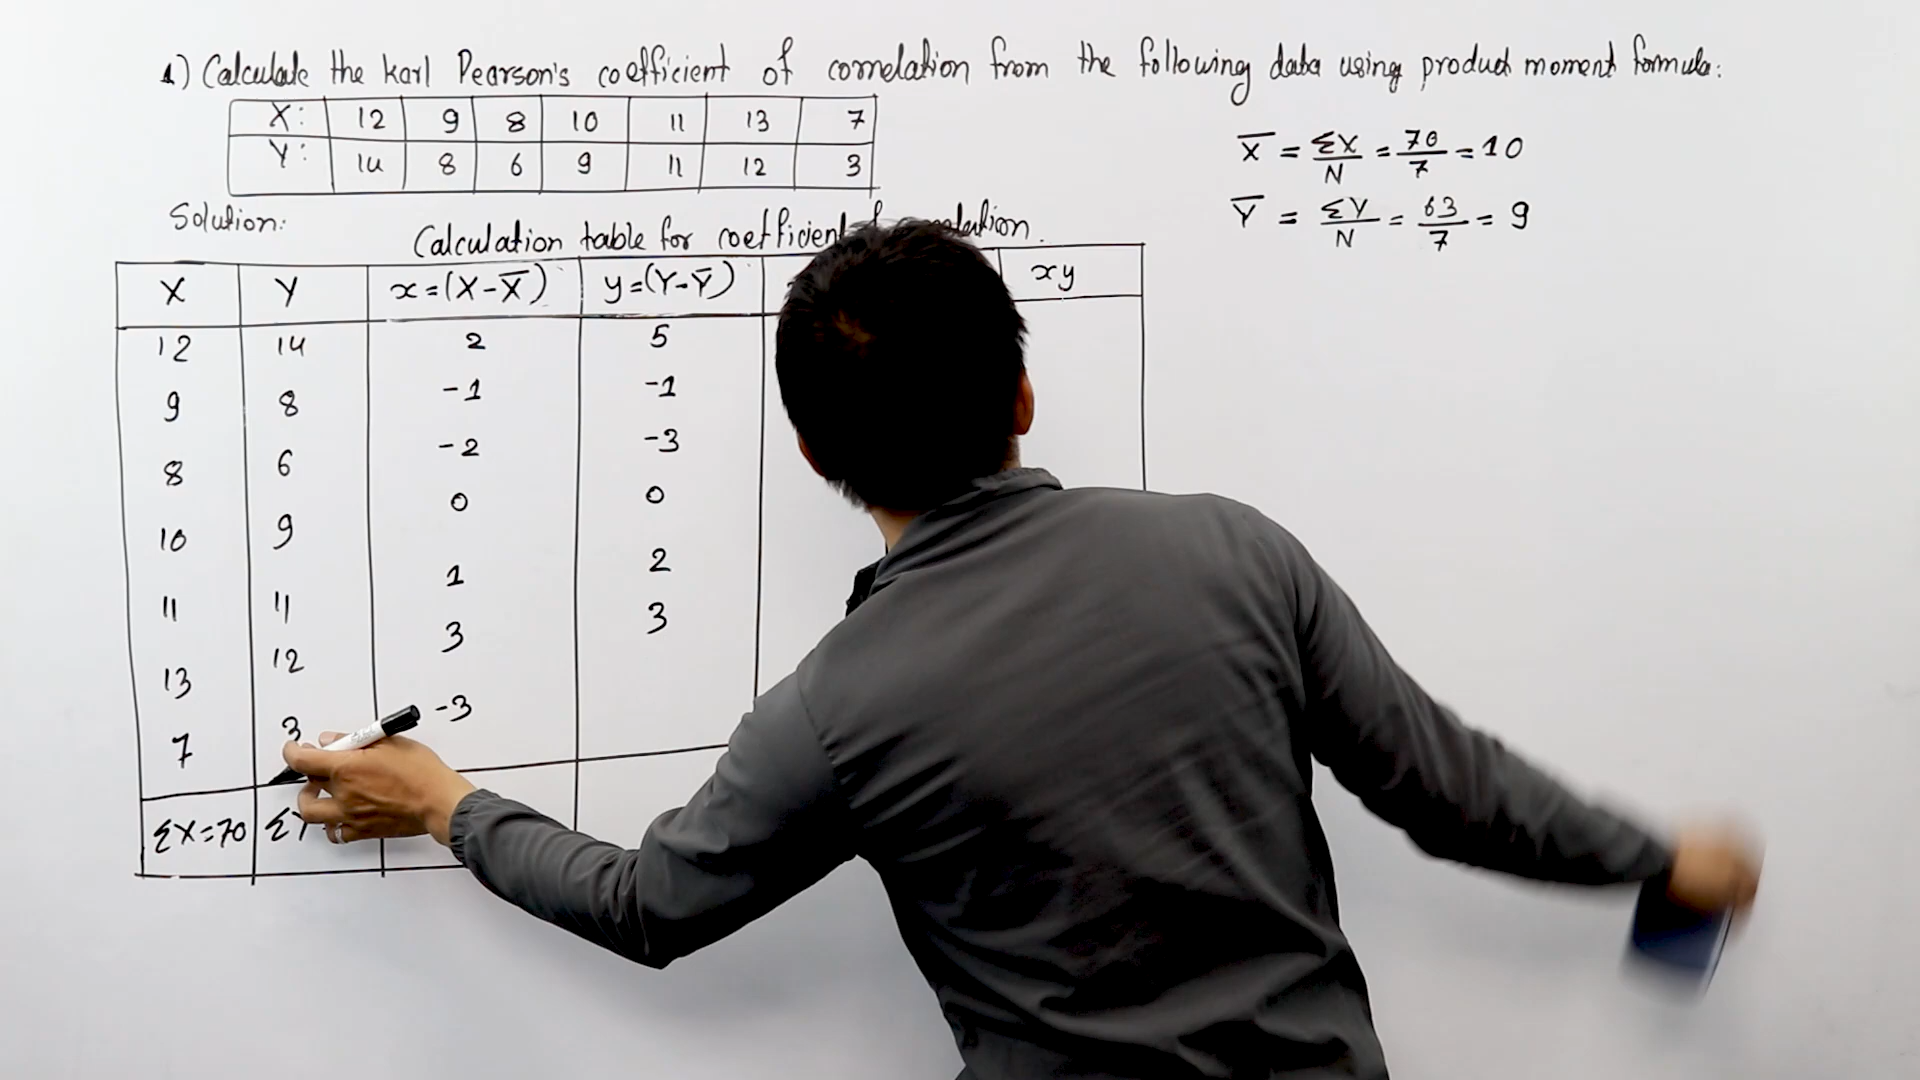 1) Calculate the Karl Pearson's coefficient of correlation from the following data using product moment formula:
X: 12 9 8 10 11 13 7
Y: 14 8 6 9 11 12 3
X̄ = ΣX/N = 70/7 = 10
Ȳ = ΣY/N = 63/7 = 9
Solution:
Calculation table for coefficient
X Y x=(X-X̄) y=(Y-Ȳ) xy
12 14 2 5
9 8 -1 -1
8 6 -2 -3
10 9 0 0
11 11 1 2
13 12 3 3
7 3 -3
ΣX=70 ΣY